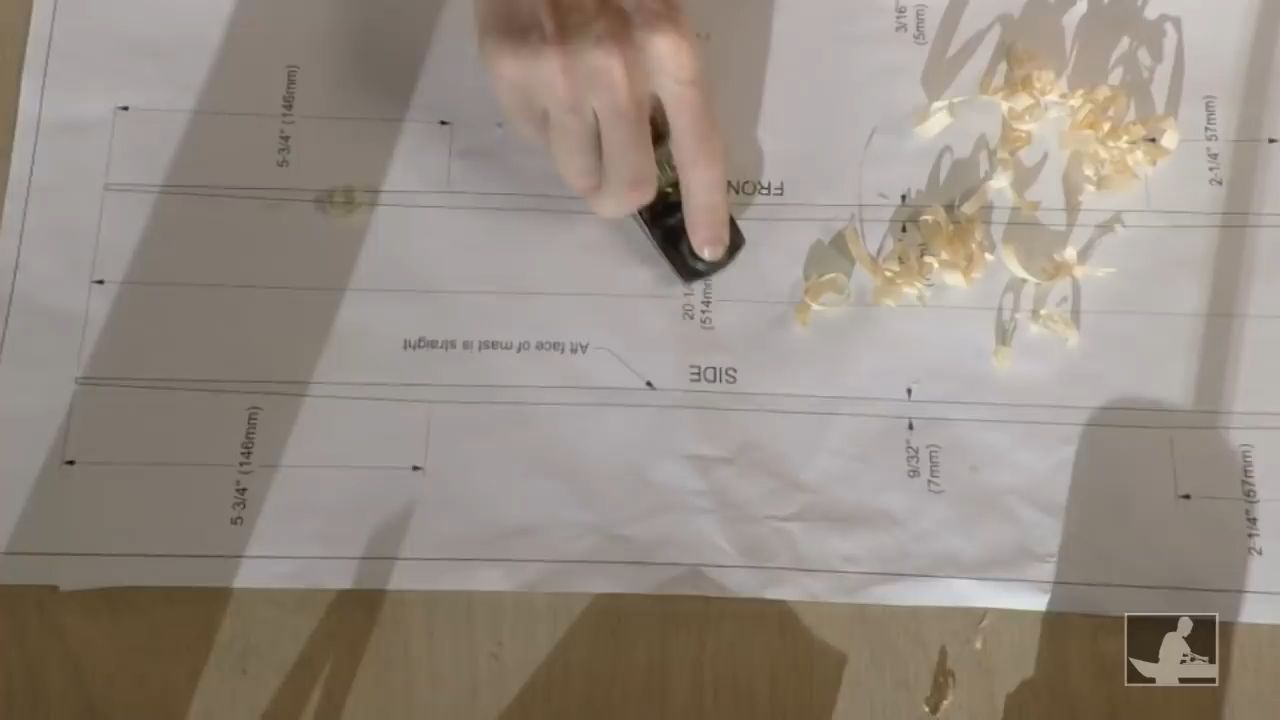 3/16"
(5mm)
5-3/4" (146mm)
2-1/4" 57mm)
FRON
20 1/
(514mm
Aft face of mast is straight
SIDE
5-3/4" (146mm)
9/32"
(7mm)
2-1/4" (57mm)